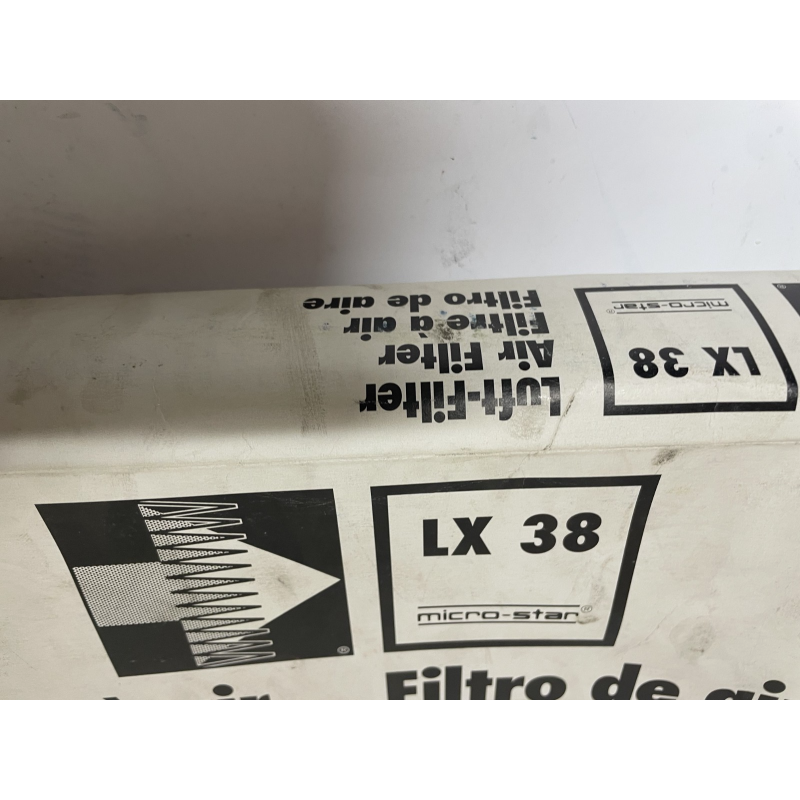 Luft-Filter
Air Filter
Filtre à air
Filtro de aire
LX 38
micro-star®
LX 38
micro-star®
®
air
Filtro de